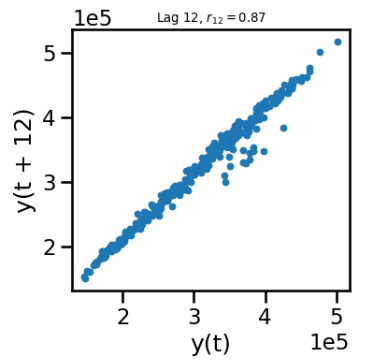 Lag 12, r₁₂ = 0.87
1e5
5
4
3
2
y(t + 12)
2 3 4 5
1e5
y(t)